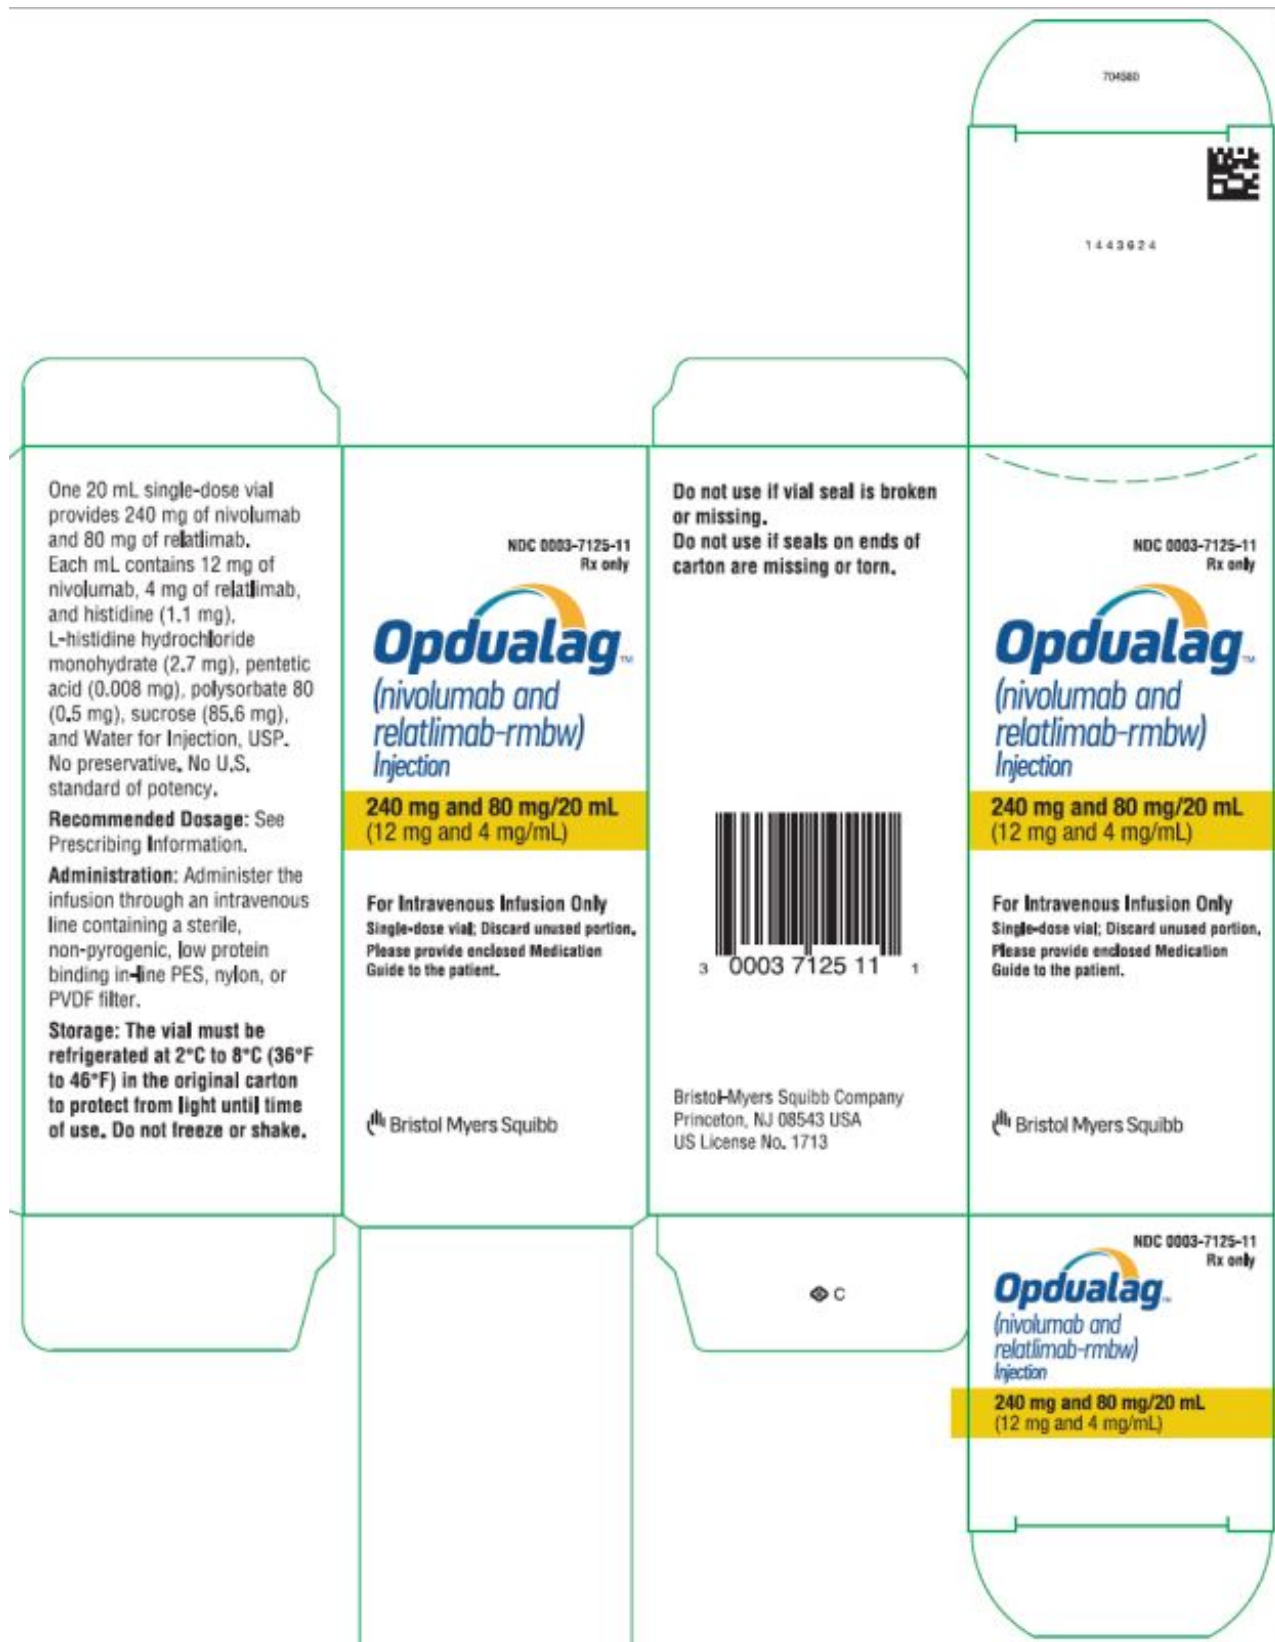 1443624
One 20 mL single-dose vial
provides 240 mg of nivolumab
and 80 mg of relatlimab.
Each mL contains 12 mg of
nivolumab, 4 mg of relatlimab,
and histidine (1.1 mg),
L-histidine hydrochloride
monohydrate (2.7 mg), pentetic
acid (0.008 mg), polysorbate 80
(0.5 mg), sucrose (85.6 mg),
and Water for Injection, USP.
No preservative. No U.S.
standard of potency.
Recommended Dosage: See
Prescribing Information.
Administration: Administer the
infusion through an intravenous
line containing a sterile,
non-pyrogenic, low protein
binding in-line PES, nylon, or
PVDF filter.
Storage: The vial must be
refrigerated at 2°C to 8°C (36°F
to 46°F) in the original carton
to protect from light until time
of use. Do not freeze or shake.
NDC 0003-7125-11
Rx only
Opdualag™
(nivolumab and
relatlimab-rmbw)
Injection
240 mg and 80 mg/20 mL
(12 mg and 4 mg/mL)
For Intravenous Infusion Only
Single-dose vial; Discard unused portion.
Please provide enclosed Medication
Guide to the patient.
Bristol Myers Squibb
Do not use if vial seal is broken
or missing.
Do not use if seals on ends of
carton are missing or torn.
3 0003 7125 11 1
Bristol-Myers Squibb Company
Princeton, NJ 08543 USA
US License No. 1713
C
NDC 0003-7125-11
Rx only
Opdualag™
(nivolumab and
relatlimab-rmbw)
Injection
240 mg and 80 mg/20 mL
(12 mg and 4 mg/mL)
For Intravenous Infusion Only
Single-dose vial; Discard unused portion.
Please provide enclosed Medication
Guide to the patient.
Bristol Myers Squibb
NDC 0003-7125-11
Rx only
Opdualag™
(nivolumab and
relatlimab-rmbw)
Injection
240 mg and 80 mg/20 mL
(12 mg and 4 mg/mL)